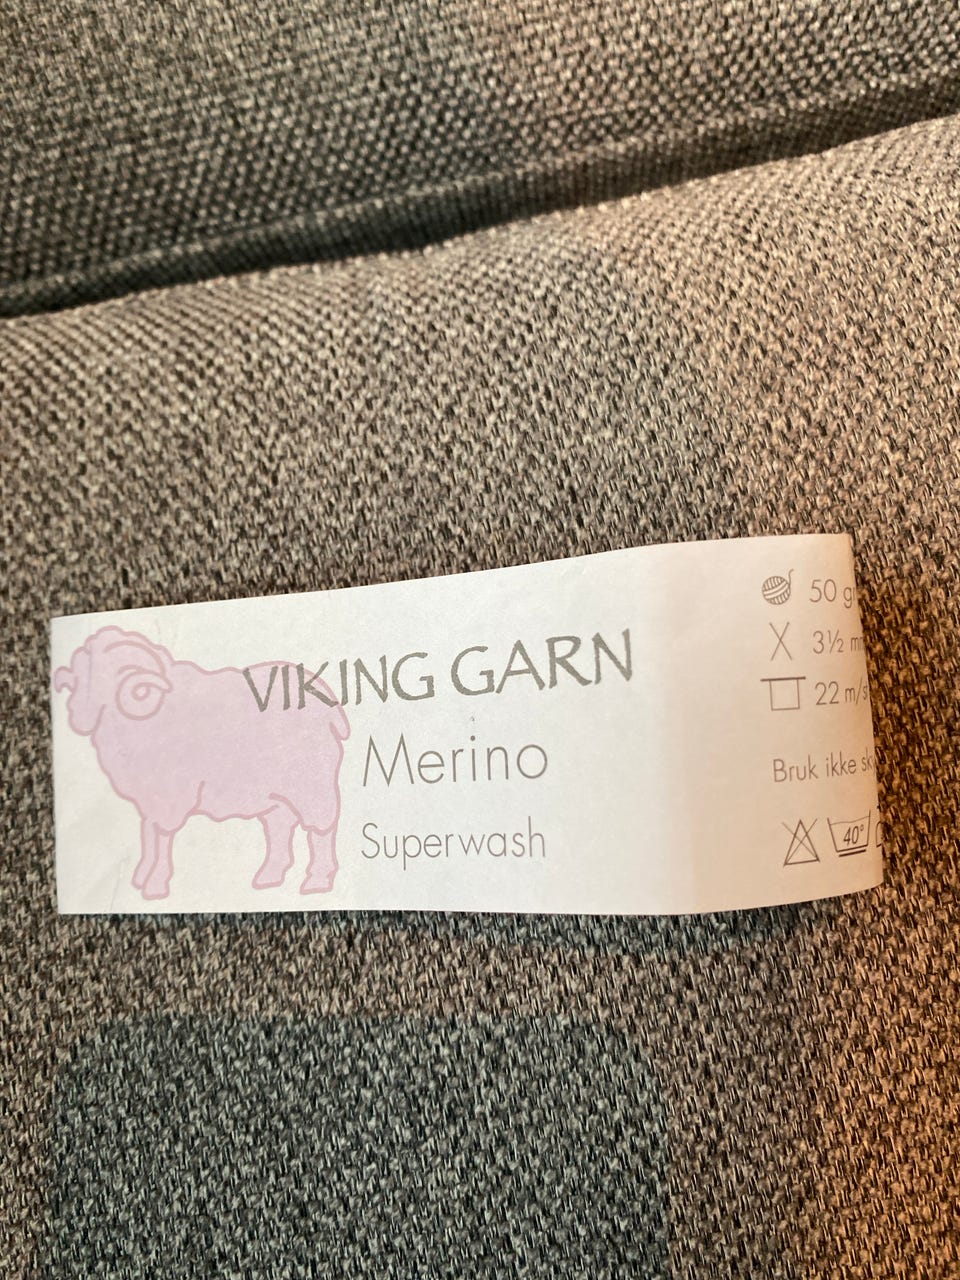 VIKING GARN
Merino
Superwash
50
3½
22
Bruk ikke
40°